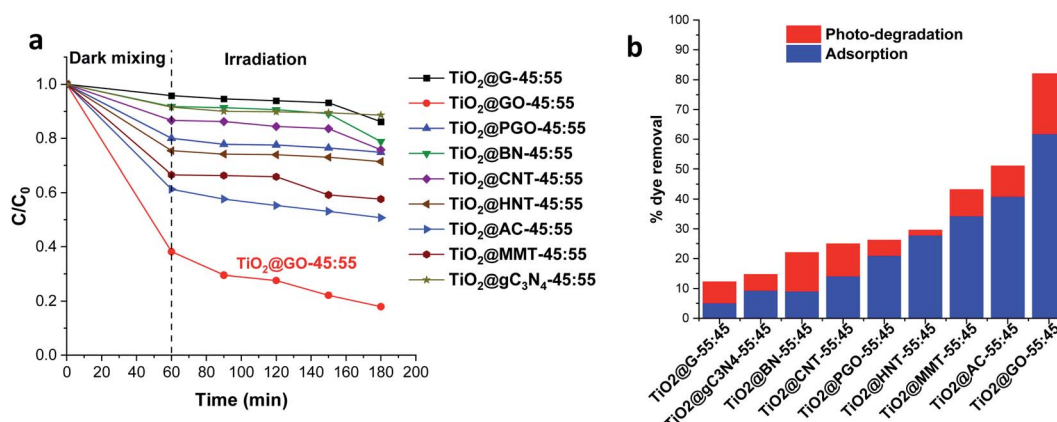 a
Dark mixing
Irradiation
C/C₀
1.0
0.8
0.6
0.4
0.2
0.0
TiO₂@GO-45:55
0 20 40 60 80 100 120 140 160 180 200
Time (min)
TiO₂@G-45:55
TiO₂@GO-45:55
TiO₂@PGO-45:55
TiO₂@BN-45:55
TiO₂@CNT-45:55
TiO₂@HNT-45:55
TiO₂@AC-45:55
TiO₂@MMT-45:55
TiO₂@gC₃N₄-45:55
b
% dye removal
100
90
80
70
60
50
40
30
20
10
0
Photo-degradation
Adsorption
TiO2@G-55:45
TiO2@gC3N4-55:45
TiO2@BN-55:45
TiO2@CNT-55:45
TiO2@PGO-55:45
TiO2@HNT-55:45
TiO2@MMT-55:45
TiO2@AC-55:45
TiO2@GO-55:45